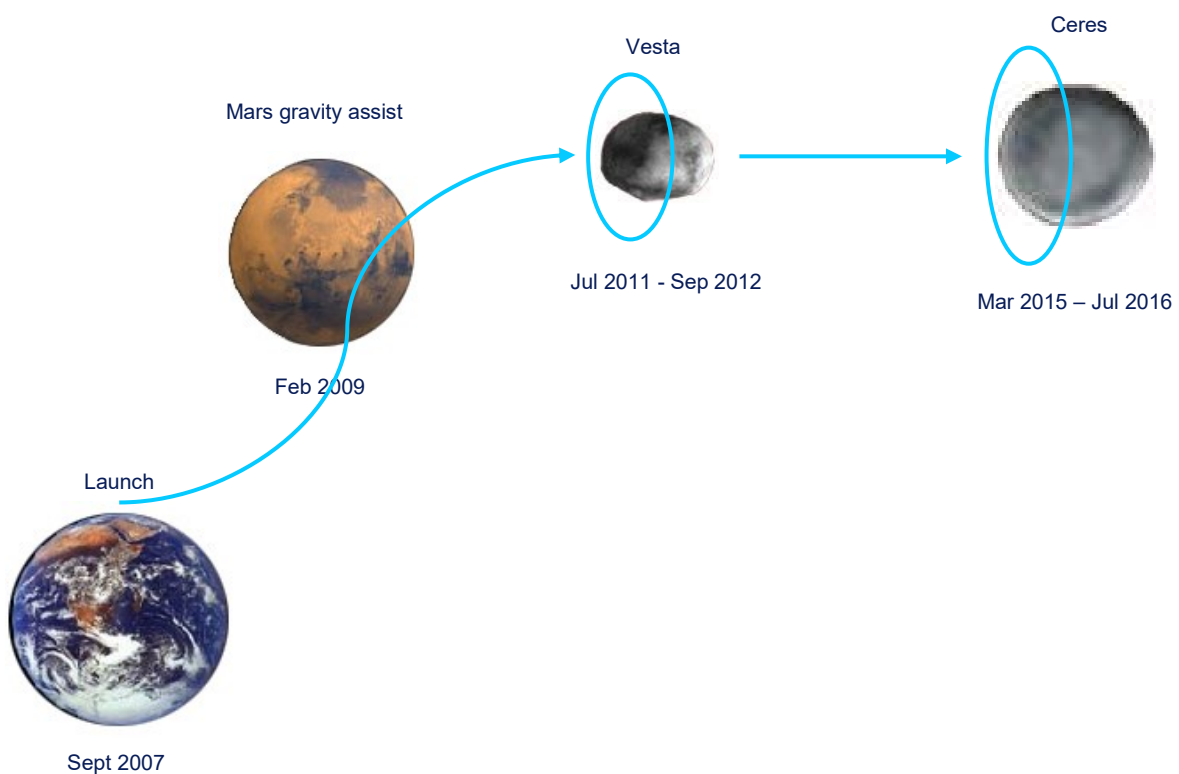 Ceres
Vesta
Mars gravity assist
Jul 2011 - Sep 2012
Mar 2015 – Jul 2016
Feb 2009
Launch
Sept 2007